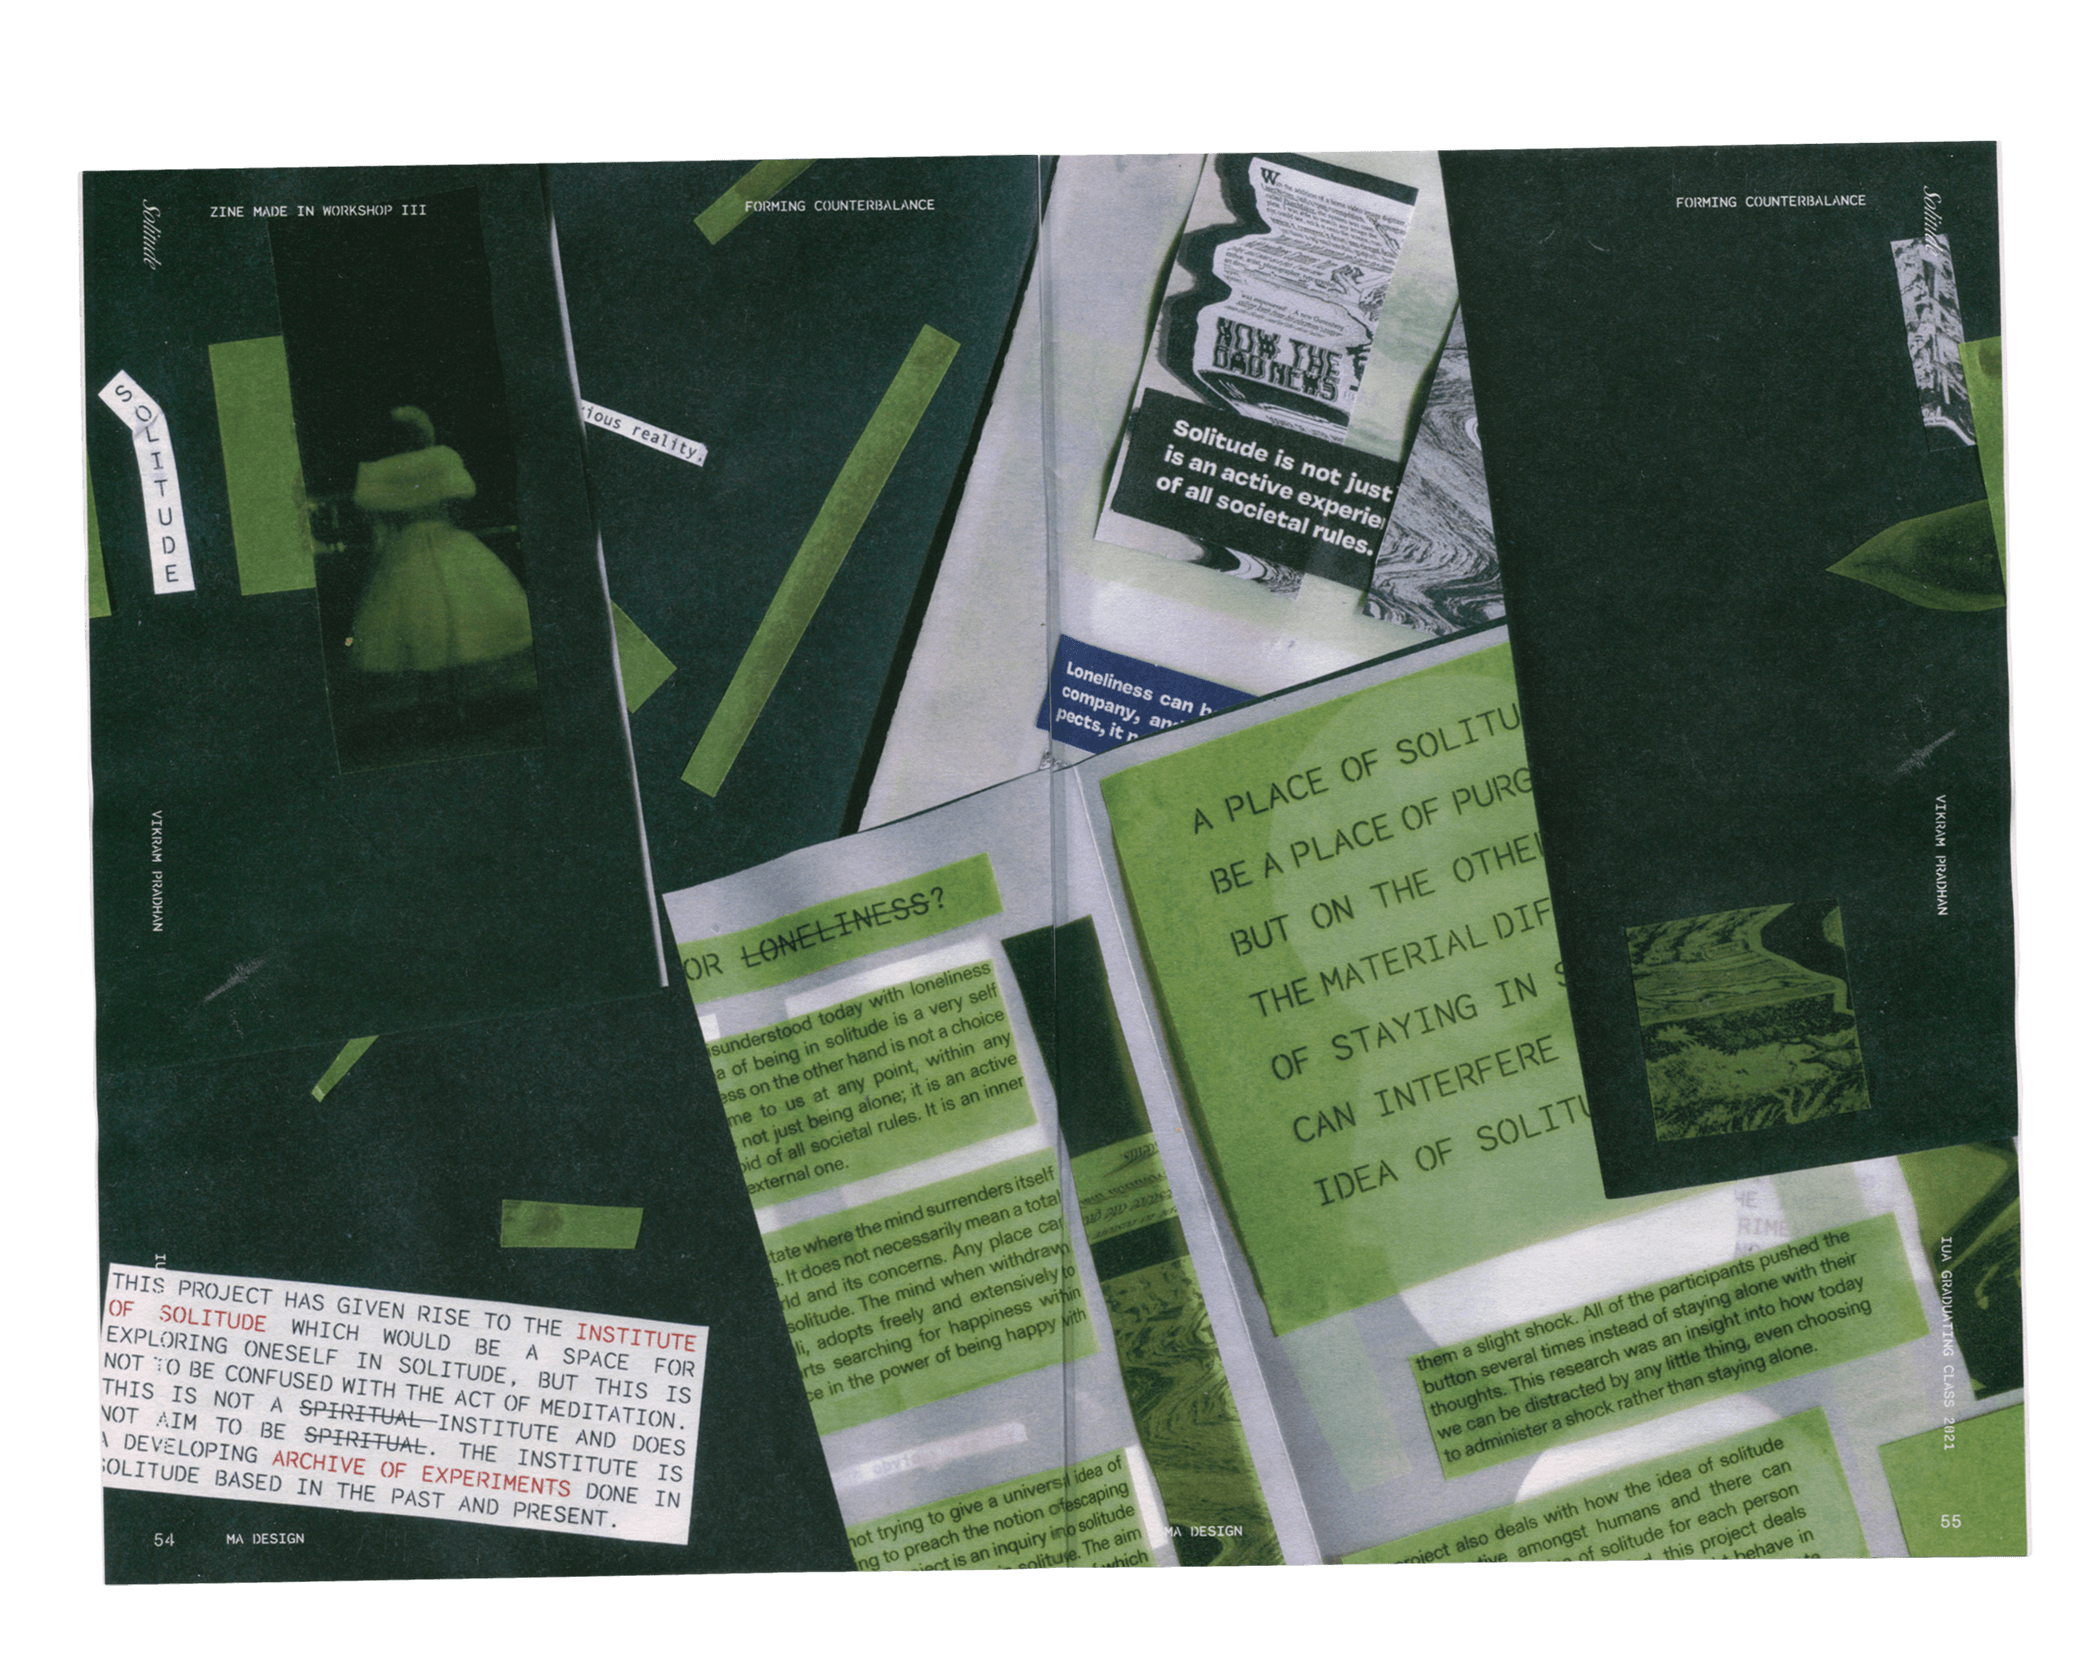 Solitude
ZINE MADE IN WORKSHOP III
FORMING COUNTERBALANCE
SOLITUDE
ious reality.
VIKRAM PRADHAN
IU
THIS PROJECT HAS GIVEN RISE TO THE INSTITUTE
OF SOLITUDE WHICH WOULD BE A SPACE FOR
EXPLORING ONESELF IN SOLITUDE, BUT THIS IS
NOT TO BE CONFUSED WITH THE ACT OF MEDITATION.
THIS IS NOT A SPIRITUAL INSTITUTE AND DOES
NOT AIM TO BE SPIRITUAL. THE INSTITUTE IS
A DEVELOPING ARCHIVE OF EXPERIMENTS DONE IN
SOLITUDE BASED IN THE PAST AND PRESENT.
54
MA DESIGN
OR LONELINESS?
sunderstood today with loneliness
a of being in solitude is a very self
ess on the other hand is not a choice
me to us at any point, within any
not just being alone; it is an active
oid of all societal rules. It is an inner
external one.
tate where the mind surrenders itself
s. It does not necessarily mean a total
rld and its concerns. Any place can
solitude. The mind when withdrawn
li, adopts freely and extensively to
rts searching for happiness within
ce in the power of being happy with
not trying to give a universal idea of
ng to preach the notion of escaping
ject is an inquiry into solitude
in solitude. The aim
of which
NOW THE
BAD NEWS
Solitude is not just
is an active experie
of all societal rules.
Loneliness can b
company, an
pects, it n
A PLACE OF SOLITU
BE A PLACE OF PURG
BUT ON THE OTHER
THE MATERIAL DIF
OF STAYING IN S
CAN INTERFERE
IDEA OF SOLITU
them a slight shock. All of the participants pushed the
button several times instead of staying alone with their
thoughts. This research was an insight into how today
we can be distracted by any little thing, even choosing
to administer a shock rather than staying alone.
project also deals with how the idea of solitude
tive amongst humans and there can
of solitude for each person
this project deals
behave in
MA DESIGN
FORMING COUNTERBALANCE
Solitude
VIKRAM PRADHAN
IUA GRADUATING CLASS 2021
55